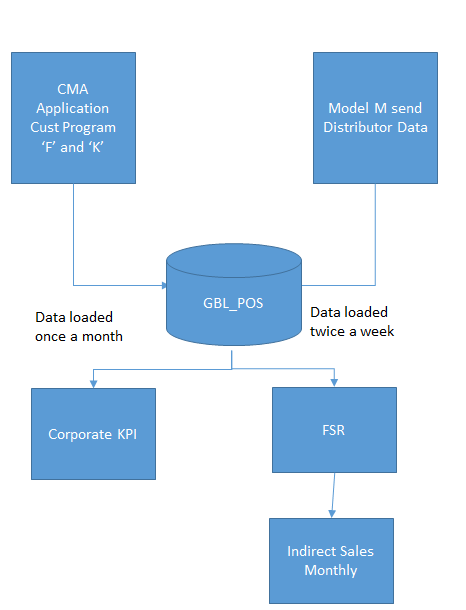 CMA
Application
Cust Program
‘F’ and ‘K’
Model M send
Distributor Data
GBL_POS
Data loaded
once a month
Data loaded
twice a week
Corporate KPI
FSR
Indirect Sales
Monthly